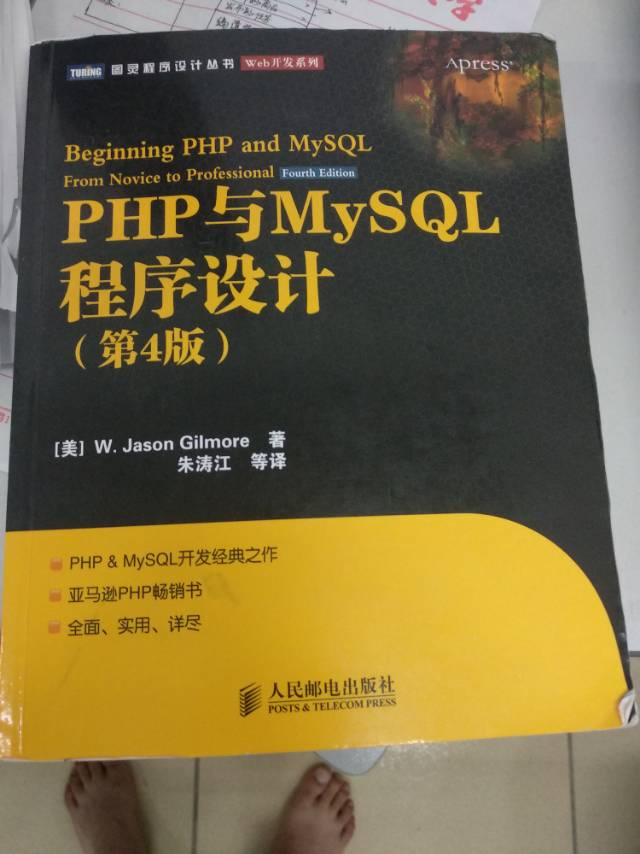 TURING 图灵程序设计丛书 Web开发系列
Apress®
Beginning PHP and MySQL
From Novice to Professional Fourth Edition
PHP与MySQL
程序设计
（第4版）
[美] W. Jason Gilmore 著
朱涛江 等译
PHP & MySQL开发经典之作
亚马逊PHP畅销书
全面、实用、详尽
人民邮电出版社
POSTS & TELECOM PRESS